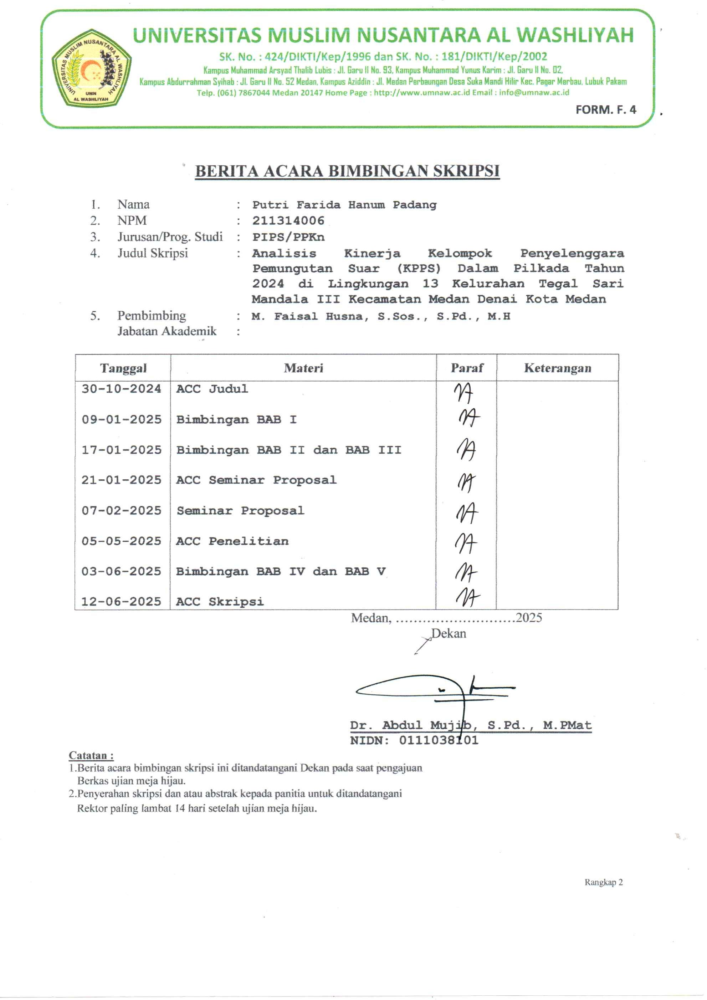 UNIVERSITAS MUSLIM NUSANTARA AL WASHLIYAH
SK. No. : 424/DIKTI/Kep/1996 dan SK. No. : 181/DIKTI/Kep/2002
Kampus Muhammad Arsyad Thalib Lubis : Jl. Garu II No. 93, Kampus Muhammad Yunus Karim : Jl. Garu II No. 02,
Kampus Abdurrahman Syihab : Jl. Garu II No. 52 Medan, Kampus Aziddin : Jl. Medan Perbaungan Desa Suka Mandi Hilir Kec. Pagar Merbau, Lubuk Pakam
Telp. (061) 7867044 Medan 20147 Home Page : http://www.umnaw.ac.id Email : info@umnaw.ac.id
UNIVERSITAS MUSLIM NUSANTARA AL WASHLIYAH
UMN
AL WASHLIYAH
FORM. F. 4
BERITA ACARA BIMBINGAN SKRIPSI
1. Nama : Putri Farida Hanum Padang
2. NPM : 211314006
3. Jurusan/Prog. Studi : PIPS/PPKn
4. Judul Skripsi : Analisis Kinerja Kelompok Penyelenggara
Pemungutan Suar (KPPS) Dalam Pilkada Tahun
2024 di Lingkungan 13 Kelurahan Tegal Sari
Mandala III Kecamatan Medan Denai Kota Medan
5. Pembimbing : M. Faisal Husna, S.Sos., S.Pd., M.H
Jabatan Akademik :
Tanggal Materi Paraf Keterangan
30-10-2024 ACC Judul
09-01-2025 Bimbingan BAB I
17-01-2025 Bimbingan BAB II dan BAB III
21-01-2025 ACC Seminar Proposal
07-02-2025 Seminar Proposal
05-05-2025 ACC Penelitian
03-06-2025 Bimbingan BAB IV dan BAB V
12-06-2025 ACC Skripsi
Medan, ...........................2025
Dekan
Dr. Abdul Mujib, S.Pd., M.PMat
NIDN: 0111038101
Catatan :
1.Berita acara bimbingan skripsi ini ditandatangani Dekan pada saat pengajuan
Berkas ujian meja hijau.
2.Penyerahan skripsi dan atau abstrak kepada panitia untuk ditandatangani
Rektor paling lambat 14 hari setelah ujian meja hijau.
Rangkap 2